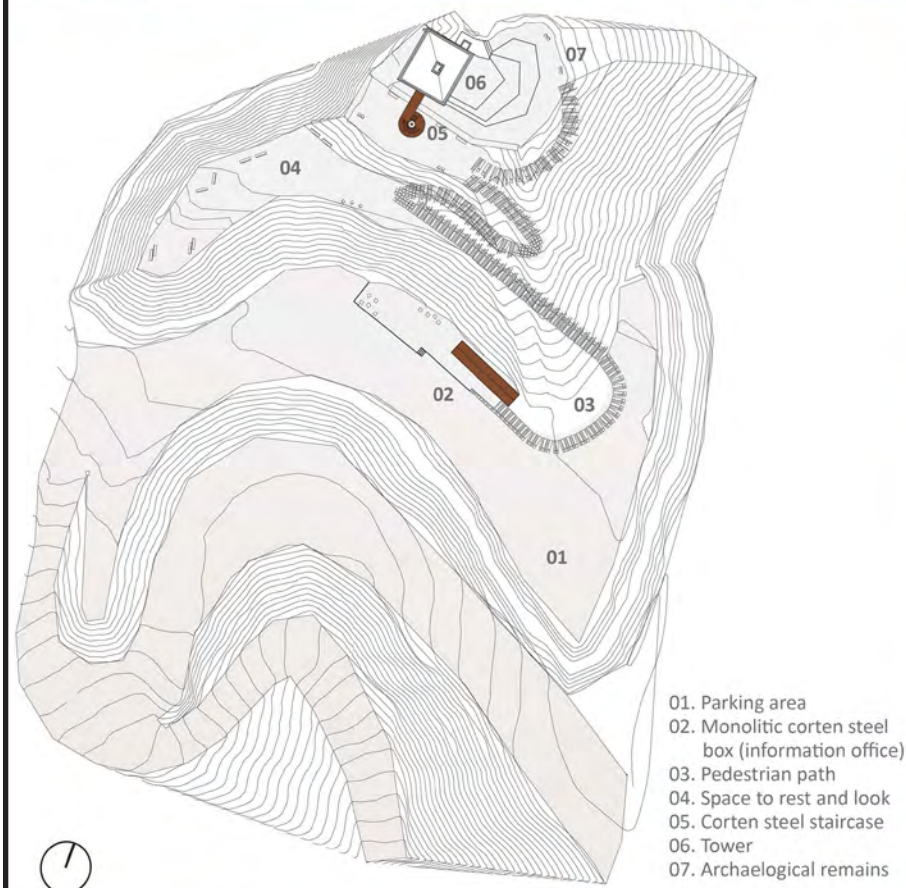 07
06
05
04
02
03
01
01. Parking area
02. Monolitic corten steel
box (information office)
03. Pedestrian path
04. Space to rest and look
05. Corten steel staircase
06. Tower
07. Archaelogical remains